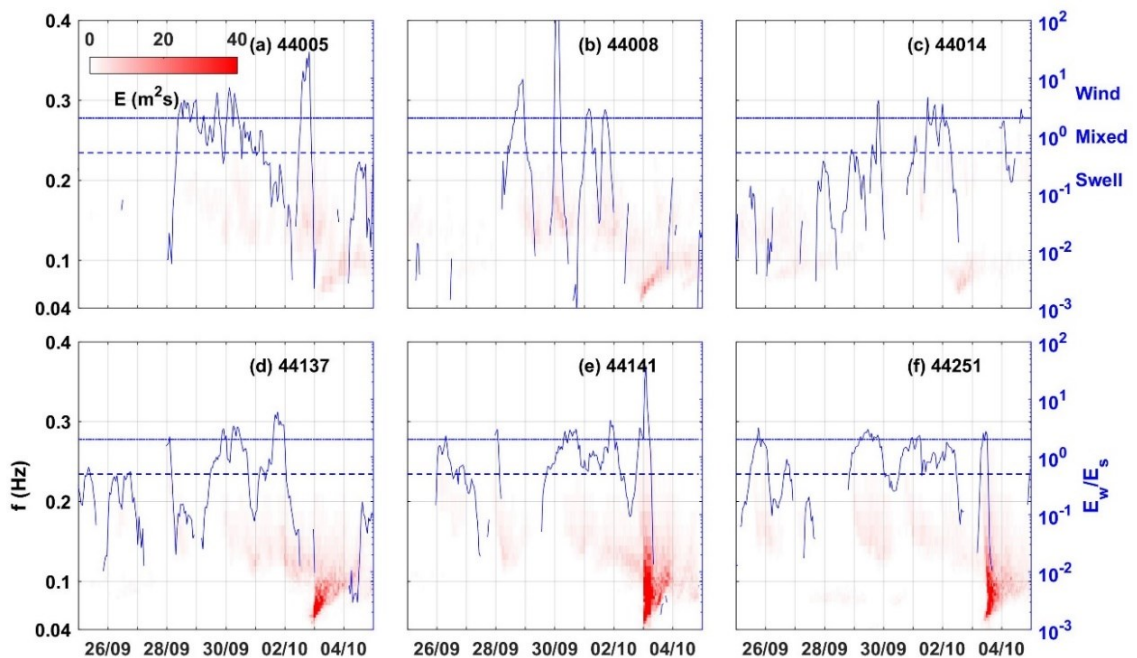 0.4
0.3
0.2
0.1
0.04
0 20 40
E (m²s)
(a) 44005
(b) 44008
(c) 44014
10²
10¹
10⁰
10⁻¹
10⁻²
10⁻³
Wind
Mixed
Swell
f (Hz)
0.4
0.3
0.2
0.1
0.04
(d) 44137
(e) 44141
(f) 44251
10²
10¹
10⁰
10⁻¹
10⁻²
10⁻³
E_w/E_s
26/09 28/09 30/09 02/10 04/10
26/09 28/09 30/09 02/10 04/10
26/09 28/09 30/09 02/10 04/10